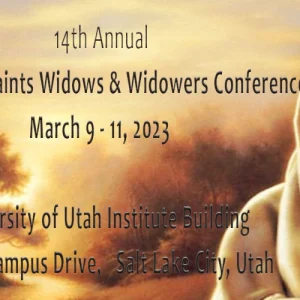 14th Annual
aints Widows & Widowers Conference
March 9 - 11, 2023
rsity of Utah Institute Building
ampus Drive, Salt Lake City, Utah